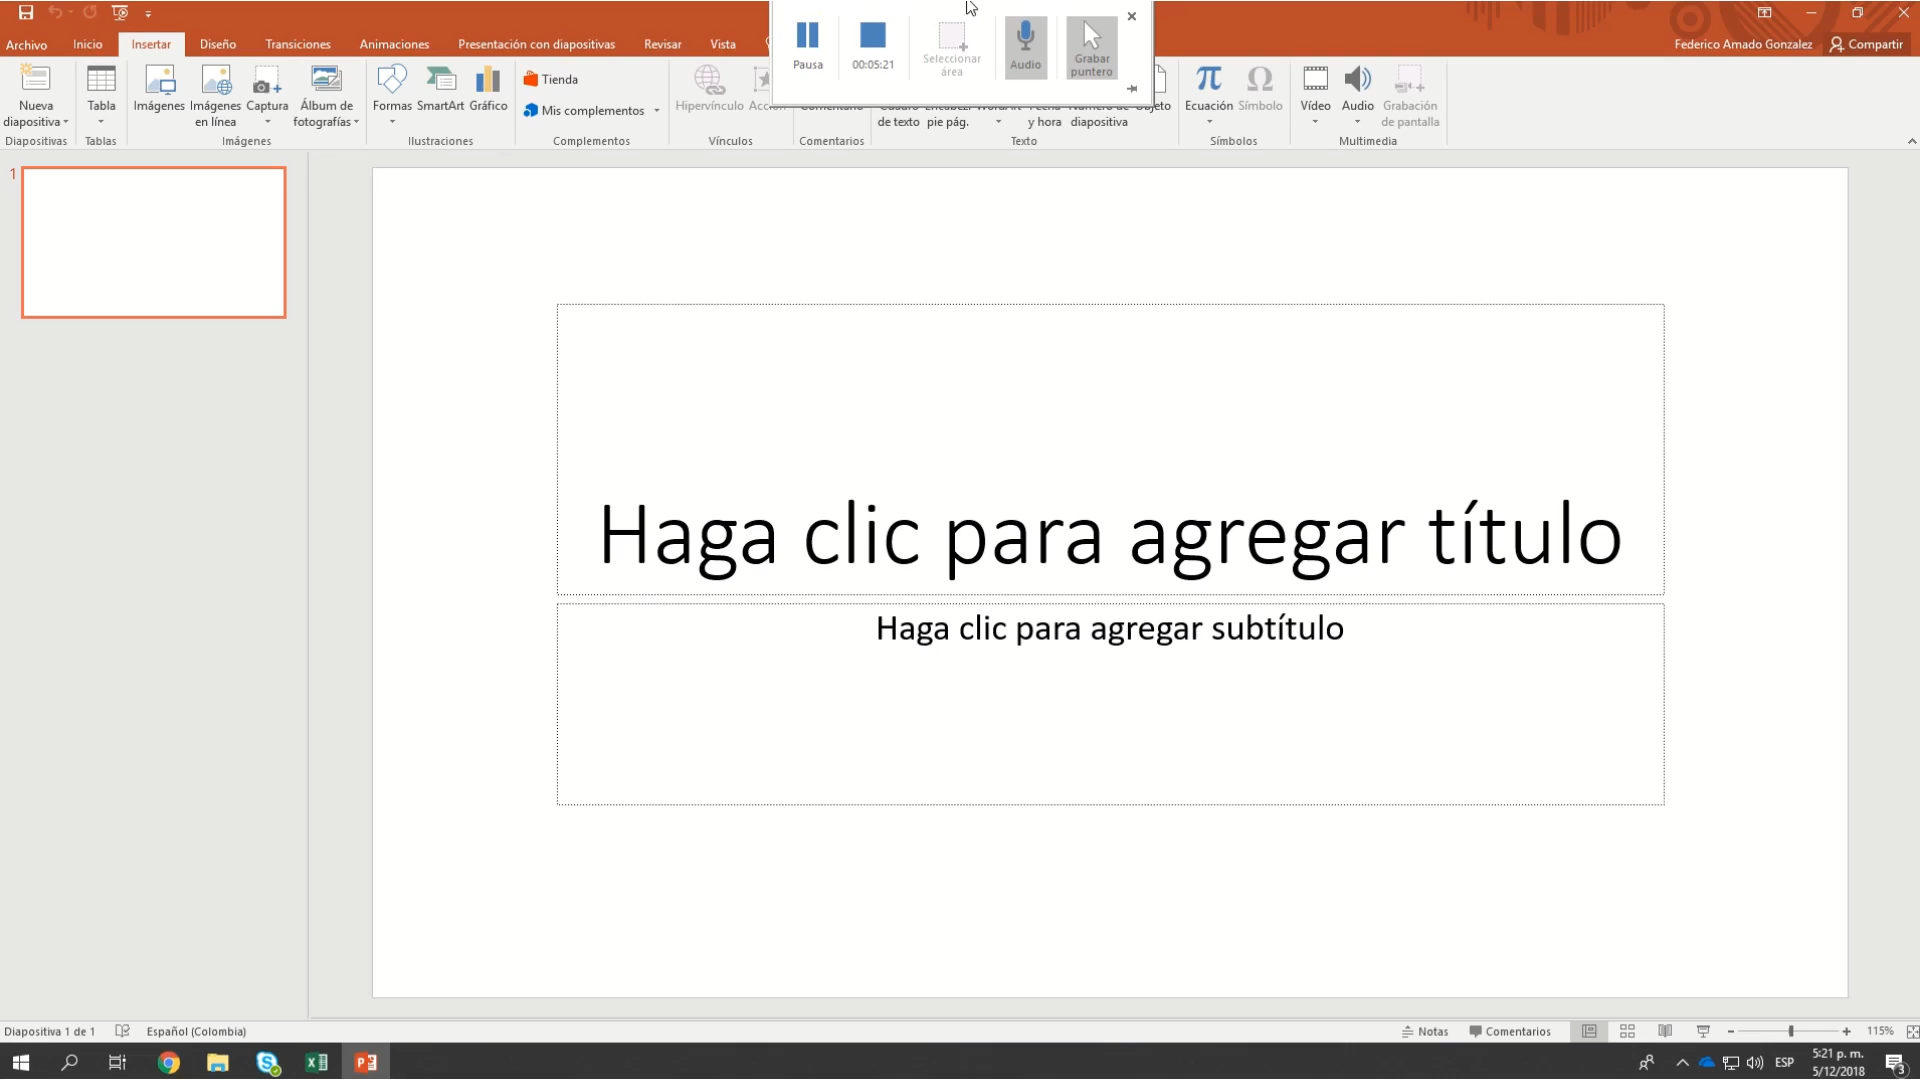 Archivo Inicio Insertar Diseño Transiciones Animaciones Presentación con diapositivas Revisar Vista
Federico Amado Gonzalez Compartir
Pausa
00:05:21
Seleccionar
área
Audio
Grabar
puntero
Nueva
diapositiva
Tabla
Imágenes
Imágenes
en línea
Captura
Álbum de
fotografías
Formas
SmartArt
Gráfico
Tienda
Mis complementos
Hipervínculo
de texto
pie pág.
y hora
diapositiva
Ecuación
Símbolo
Vídeo
Audio
Grabación
de pantalla
Diapositivas Tablas Imágenes Ilustraciones Complementos Vínculos Comentarios Texto Símbolos Multimedia
1
Haga clic para agregar título
Haga clic para agregar subtítulo
Diapositiva 1 de 1 Español (Colombia) Notas Comentarios 115%
ESP
5:21 p. m.
5/12/2018
3